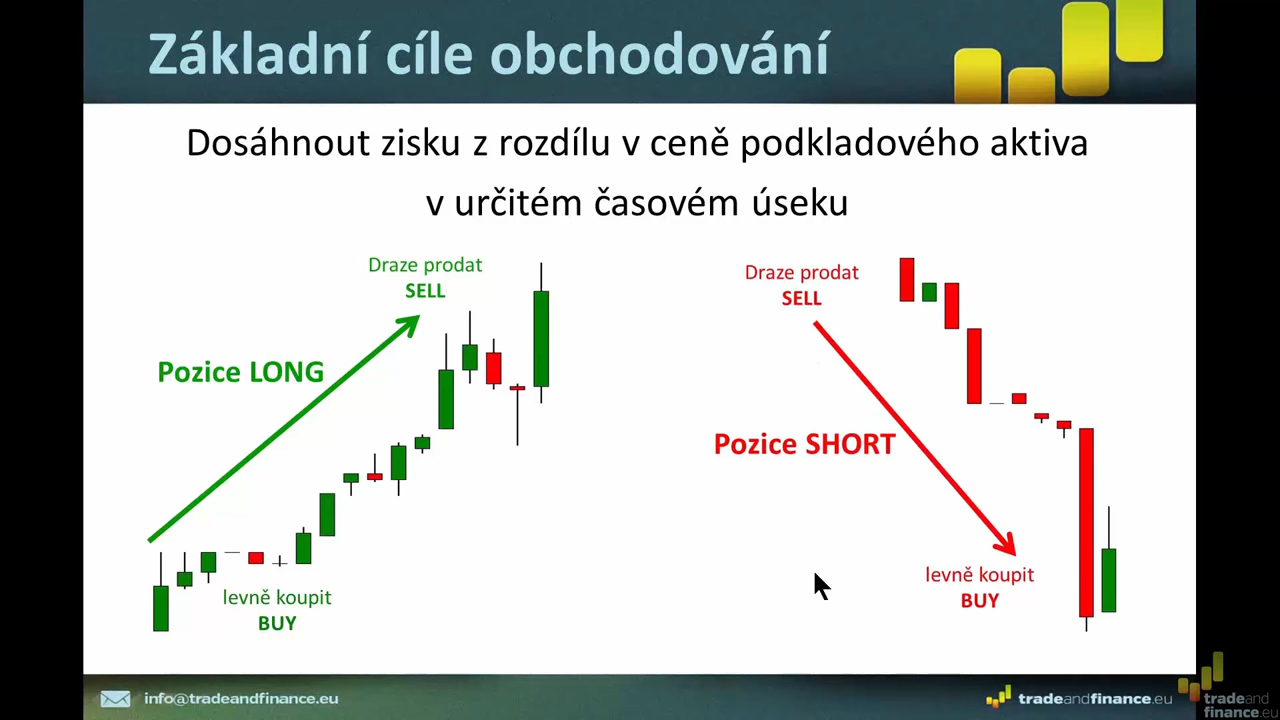 Základní cíle obchodování
Dosáhnout zisku z rozdílu v ceně podkladového aktiva
v určitém časovém úseku
Draze prodat
SELL
Pozice LONG
levně koupit
BUY
Draze prodat
SELL
Pozice SHORT
levně koupit
BUY
info@tradeandfinance.eu
tradeandfinance.eu
tradeand
finance.eu